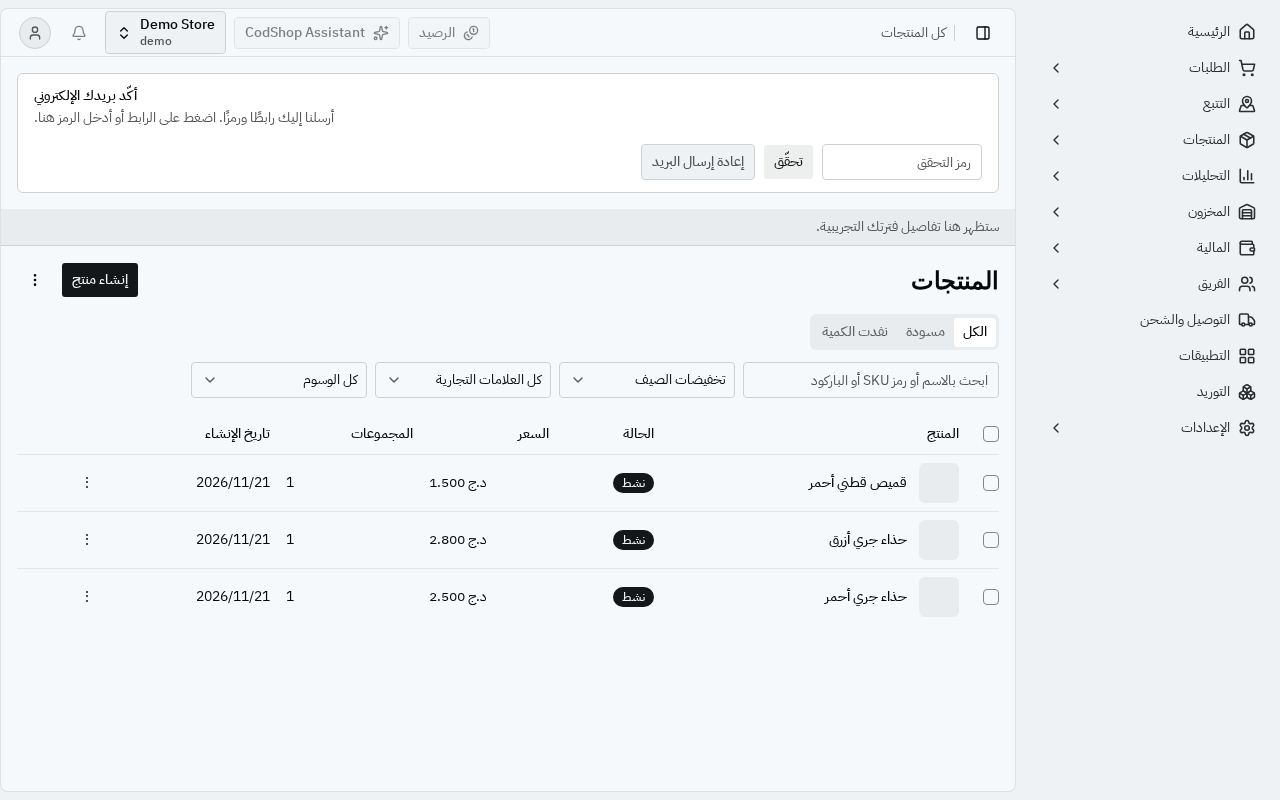 الرئيسية
الطلبات
التتبع
المنتجات
التحليلات
المخزون
المالية
الفريق
التوصيل والشحن
التطبيقات
التوريد
الإعدادات
كل المنتجات
الرصيد
CodShop Assistant
Demo Store
demo
أكّد بريدك الإلكتروني
أرسلنا إليك رابطًا ورمزًا. اضغط على الرابط أو أدخل الرمز هنا.
رمز التحقق
تحقّق
إعادة إرسال البريد
ستظهر هنا تفاصيل فترتك التجريبية.
المنتجات
إنشاء منتج
الكل
مسودة
نفدت الكمية
ابحث بالاسم أو رمز SKU أو الباركود
تخفيضات الصيف
كل العلامات التجارية
كل الوسوم
المنتج الحالة السعر المجموعات تاريخ الإنشاء
قميص قطني أحمر نشط 1.500 د.ج 1 2026/11/21
حذاء جري أزرق نشط 2.800 د.ج 1 2026/11/21
حذاء جري أحمر نشط 2.500 د.ج 1 2026/11/21